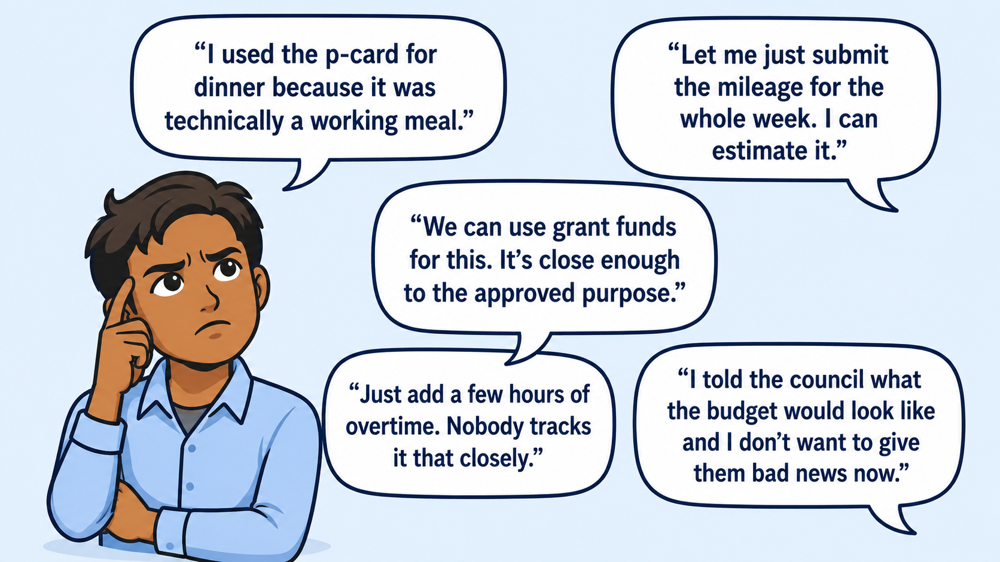 “I used the p-card for
dinner because it was
technically a working meal.”
“Let me just submit
the mileage for the
whole week. I can
estimate it.”
“We can use grant funds
for this. It’s close enough
to the approved purpose.”
“Just add a few hours of
overtime. Nobody tracks
it that closely.”
“I told the council what
the budget would look like
and I don’t want to give
them bad news now.”